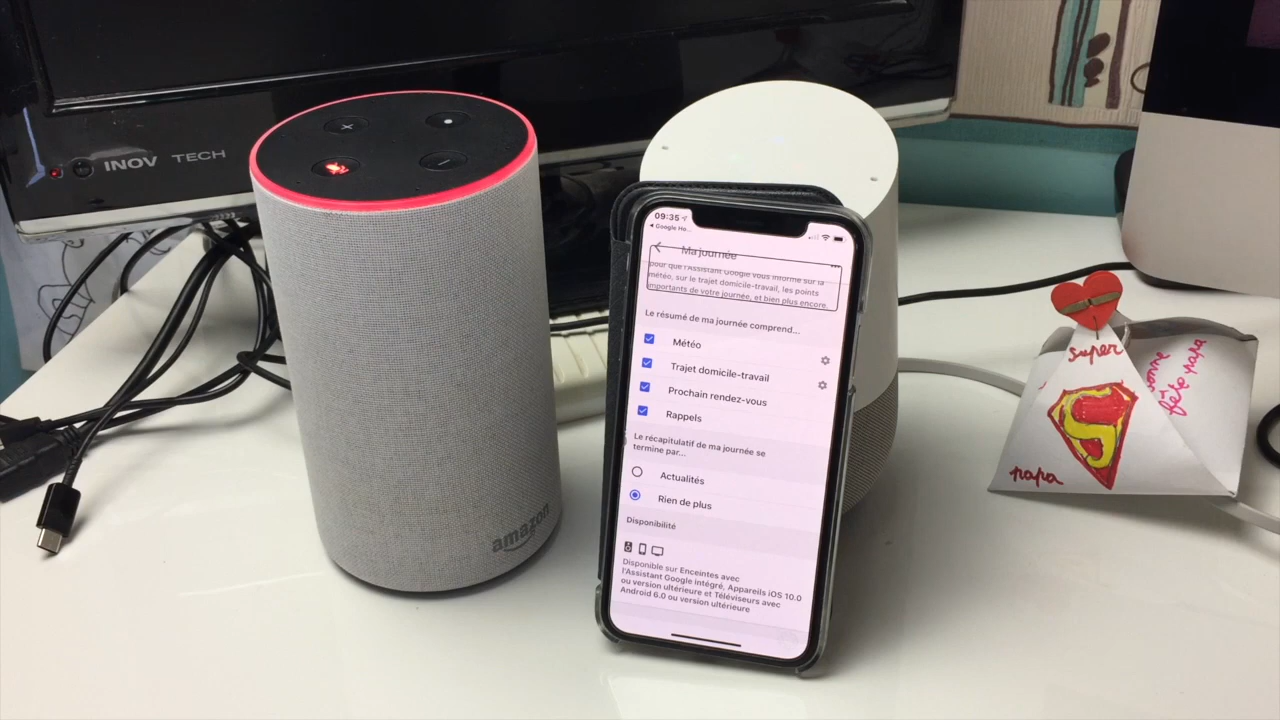 INOV TECH
amazon
09:35
Google Ho...
Ma journée
pour que l'Assistant Google vous informe sur la
météo, sur le trajet domicile-travail, les points
importants de votre journée, et bien plus encore.
Le résumé de ma journée comprend...
Météo
Trajet domicile-travail
Prochain rendez-vous
Rappels
Le récapitulatif de ma journée se
termine par...
Actualités
Rien de plus
Disponibilité
Disponible sur Enceintes avec
l'Assistant Google intégré, Appareils iOS 10.0
ou version ultérieure et Téléviseurs avec
Android 6.0 ou version ultérieure
super
S
papa
bonne
fête papa